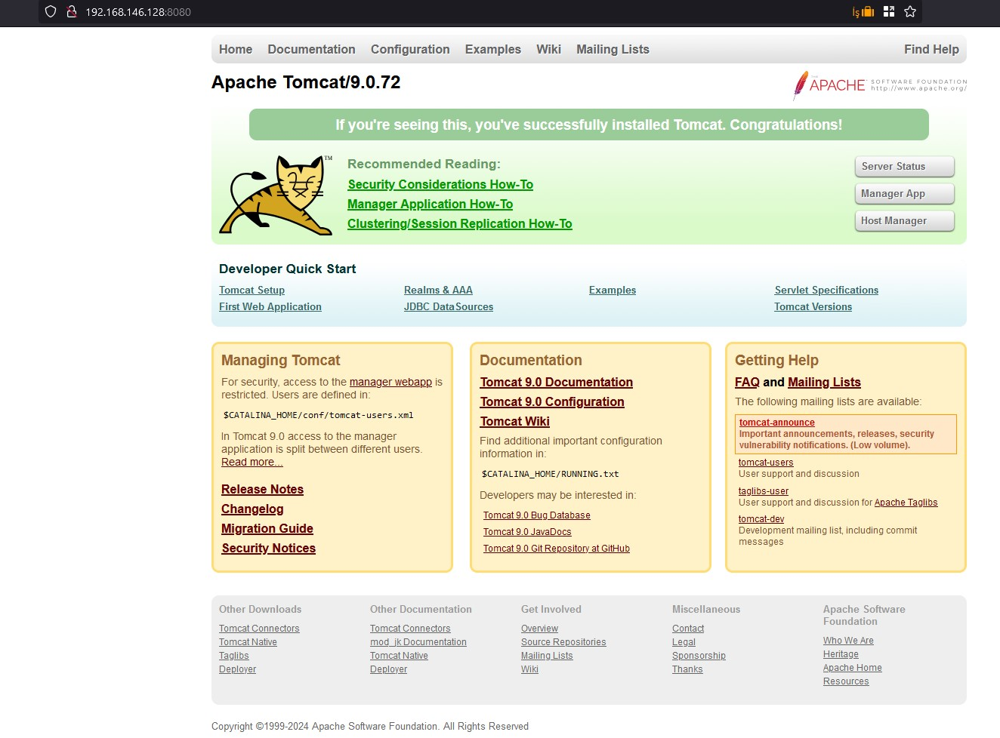 192.168.146.128:8080
İş
Home Documentation Configuration Examples Wiki Mailing Lists Find Help
Apache Tomcat/9.0.72
THE
APACHE SOFTWARE FOUNDATION
http://www.apache.org/
If you're seeing this, you've successfully installed Tomcat. Congratulations!
TM
Recommended Reading:
Security Considerations How-To
Manager Application How-To
Clustering/Session Replication How-To
Server Status
Manager App
Host Manager
Developer Quick Start
Tomcat Setup
First Web Application
Realms & AAA
JDBC DataSources
Examples
Servlet Specifications
Tomcat Versions
Managing Tomcat
For security, access to the manager webapp is
restricted. Users are defined in:
$CATALINA_HOME/conf/tomcat-users.xml
In Tomcat 9.0 access to the manager
application is split between different users.
Read more...
Release Notes
Changelog
Migration Guide
Security Notices
Documentation
Tomcat 9.0 Documentation
Tomcat 9.0 Configuration
Tomcat Wiki
Find additional important configuration
information in:
$CATALINA_HOME/RUNNING.txt
Developers may be interested in:
Tomcat 9.0 Bug Database
Tomcat 9.0 JavaDocs
Tomcat 9.0 Git Repository at GitHub
Getting Help
FAQ and Mailing Lists
The following mailing lists are available:
tomcat-announce
Important announcements, releases, security
vulnerability notifications. (Low volume).
tomcat-users
User support and discussion
taglibs-user
User support and discussion for Apache Taglibs
tomcat-dev
Development mailing list, including commit
messages
Other Downloads
Tomcat Connectors
Tomcat Native
Taglibs
Deployer
Other Documentation
Tomcat Connectors
mod_jk Documentation
Tomcat Native
Deployer
Get Involved
Overview
Source Repositories
Mailing Lists
Wiki
Miscellaneous
Contact
Legal
Sponsorship
Thanks
Apache Software
Foundation
Who We Are
Heritage
Apache Home
Resources
Copyright ©1999-2024 Apache Software Foundation. All Rights Reserved